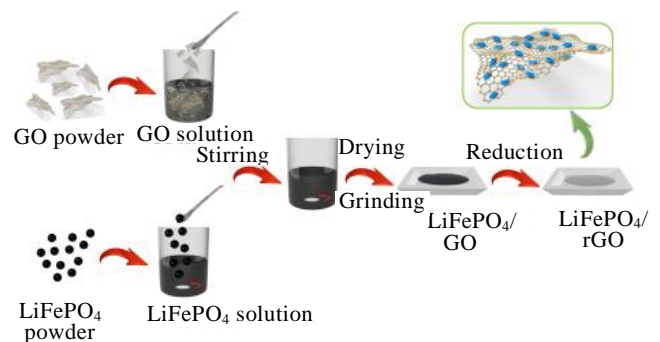 GO powder
GO solution
Stirring
Drying
Grinding
Reduction
LiFePO₄/
GO
LiFePO₄/
rGO
LiFePO₄
powder
LiFePO₄ solution